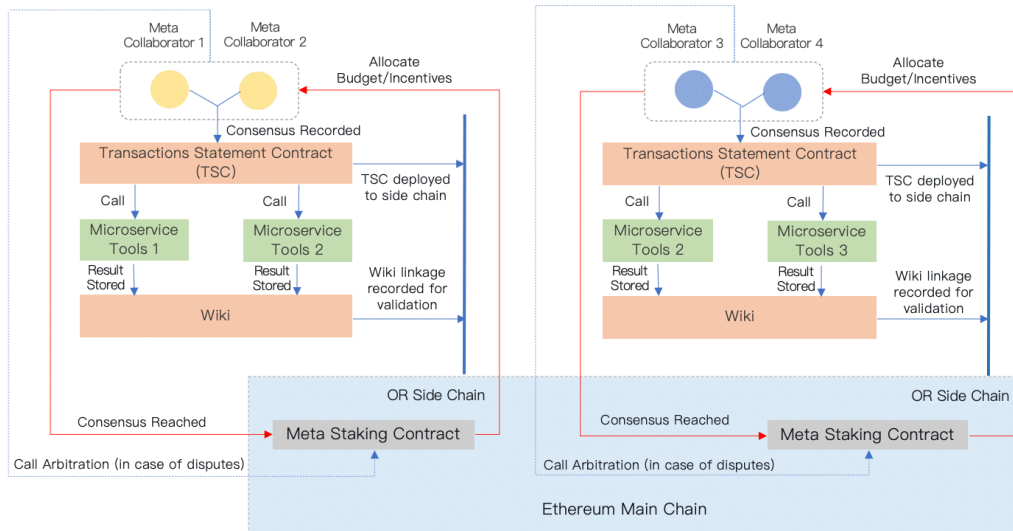 Meta
Collaborator 1
Meta
Collaborator 2
Allocate
Budget/Incentives
Consensus Recorded
Transactions Statement Contract
(TSC)
TSC deployed
to side chain
Call
Call
Microservice
Tools 1
Microservice
Tools 2
Result
Stored
Result
Stored
Wiki linkage
recorded for
validation
Wiki
OR Side Chain
Consensus Reached
Meta Staking Contract
Call Arbitration (in case of disputes)
Meta
Collaborator 3
Meta
Collaborator 4
Allocate
Budget/Incentives
Consensus Recorded
Transactions Statement Contract
(TSC)
TSC deployed
to side chain
Call
Call
Microservice
Tools 2
Microservice
Tools 3
Result
Stored
Result
Stored
Wiki linkage
recorded for
validation
Wiki
OR Side Chain
Consensus Reached
Meta Staking Contract
Call Arbitration (in case of disputes)
Ethereum Main Chain